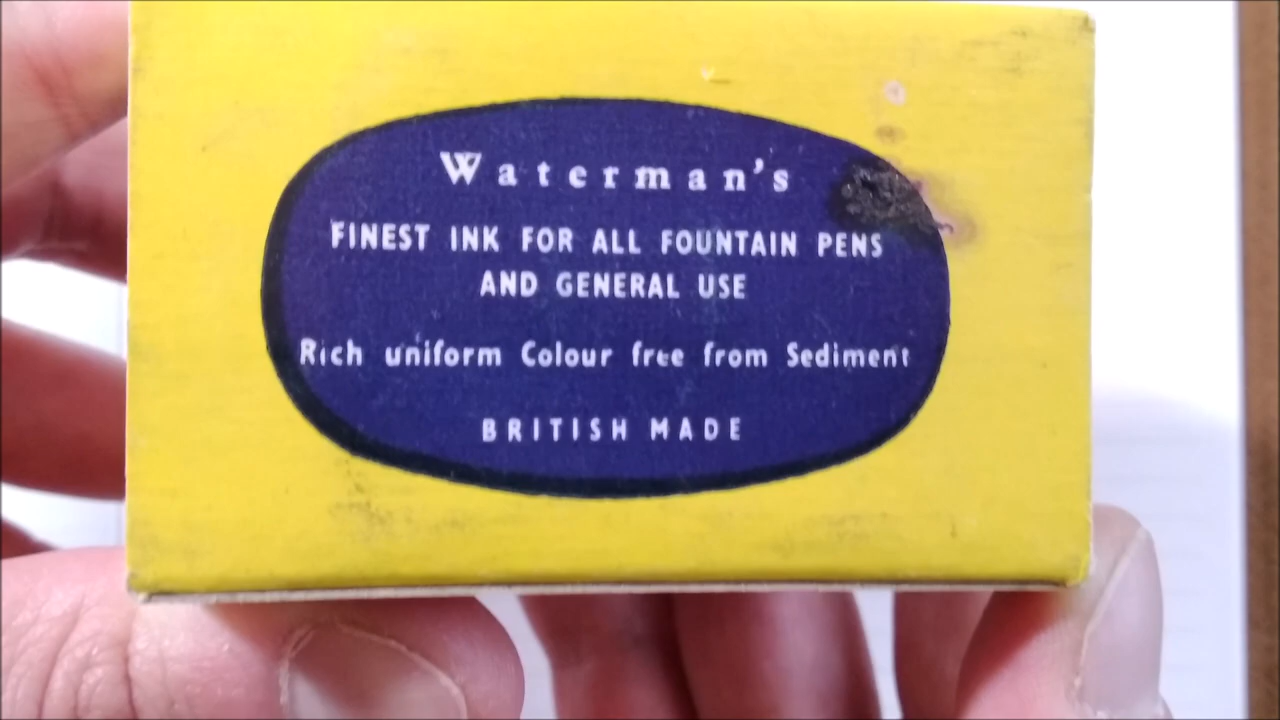 Waterman's
FINEST INK FOR ALL FOUNTAIN PENS
AND GENERAL USE
Rich uniform Colour free from Sediment
BRITISH MADE